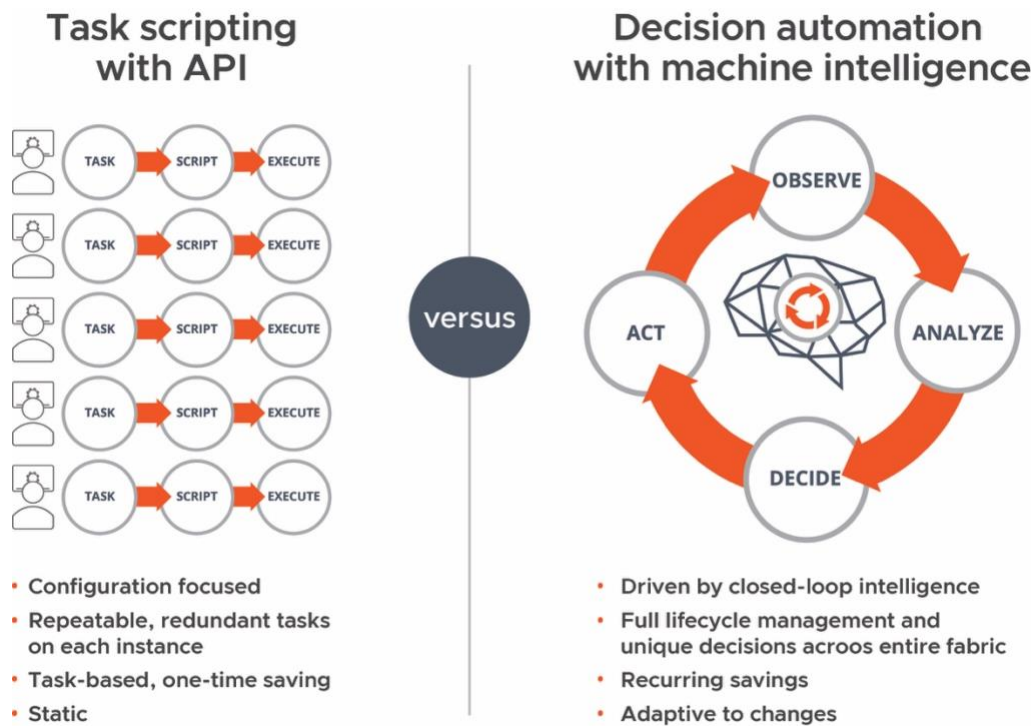 Task scripting
with API
TASK
SCRIPT
EXECUTE
TASK
SCRIPT
EXECUTE
TASK
SCRIPT
EXECUTE
TASK
SCRIPT
EXECUTE
TASK
SCRIPT
EXECUTE
• Configuration focused
• Repeatable, redundant tasks
on each instance
• Task-based, one-time saving
• Static
versus
Decision automation
with machine intelligence
OBSERVE
ANALYZE
DECIDE
ACT
• Driven by closed-loop intelligence
• Full lifecycle management and
unique decisions acroos entire fabric
• Recurring savings
• Adaptive to changes